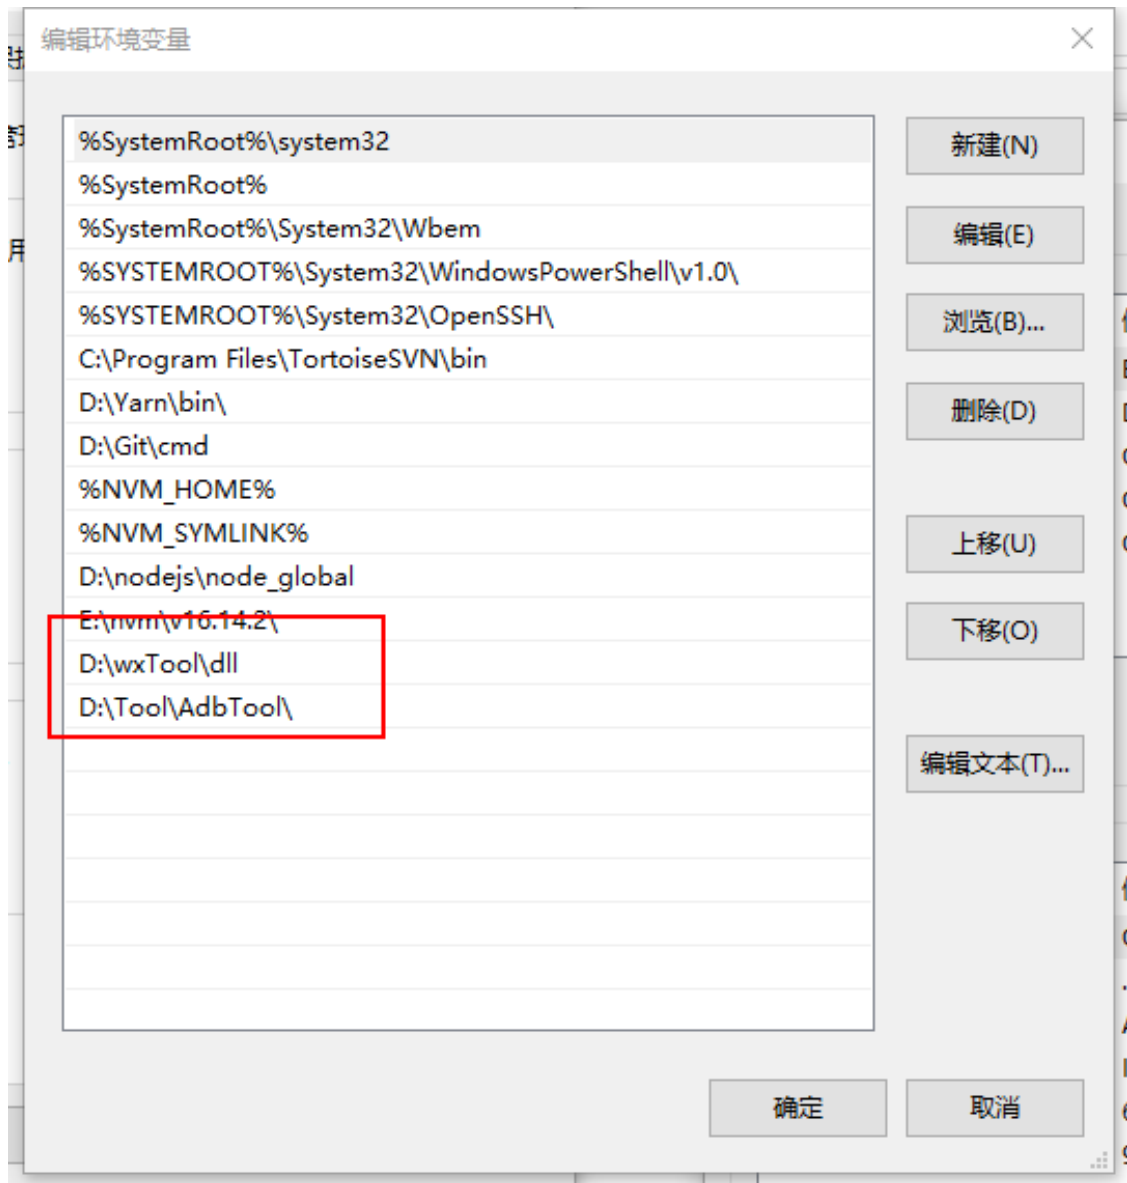 编辑环境变量
%SystemRoot%\system32
%SystemRoot%
%SystemRoot%\System32\Wbem
%SYSTEMROOT%\System32\WindowsPowerShell\v1.0\
%SYSTEMROOT%\System32\OpenSSH\
C:\Program Files\TortoiseSVN\bin
D:\Yarn\bin\
D:\Git\cmd
%NVM_HOME%
%NVM_SYMLINK%
D:\nodejs\node_global
E:\nvm\v16.14.2\
D:\wxTool\dll
D:\Tool\AdbTool\
新建(N)
编辑(E)
浏览(B)...
删除(D)
上移(U)
下移(O)
编辑文本(T)...
确定
取消
用